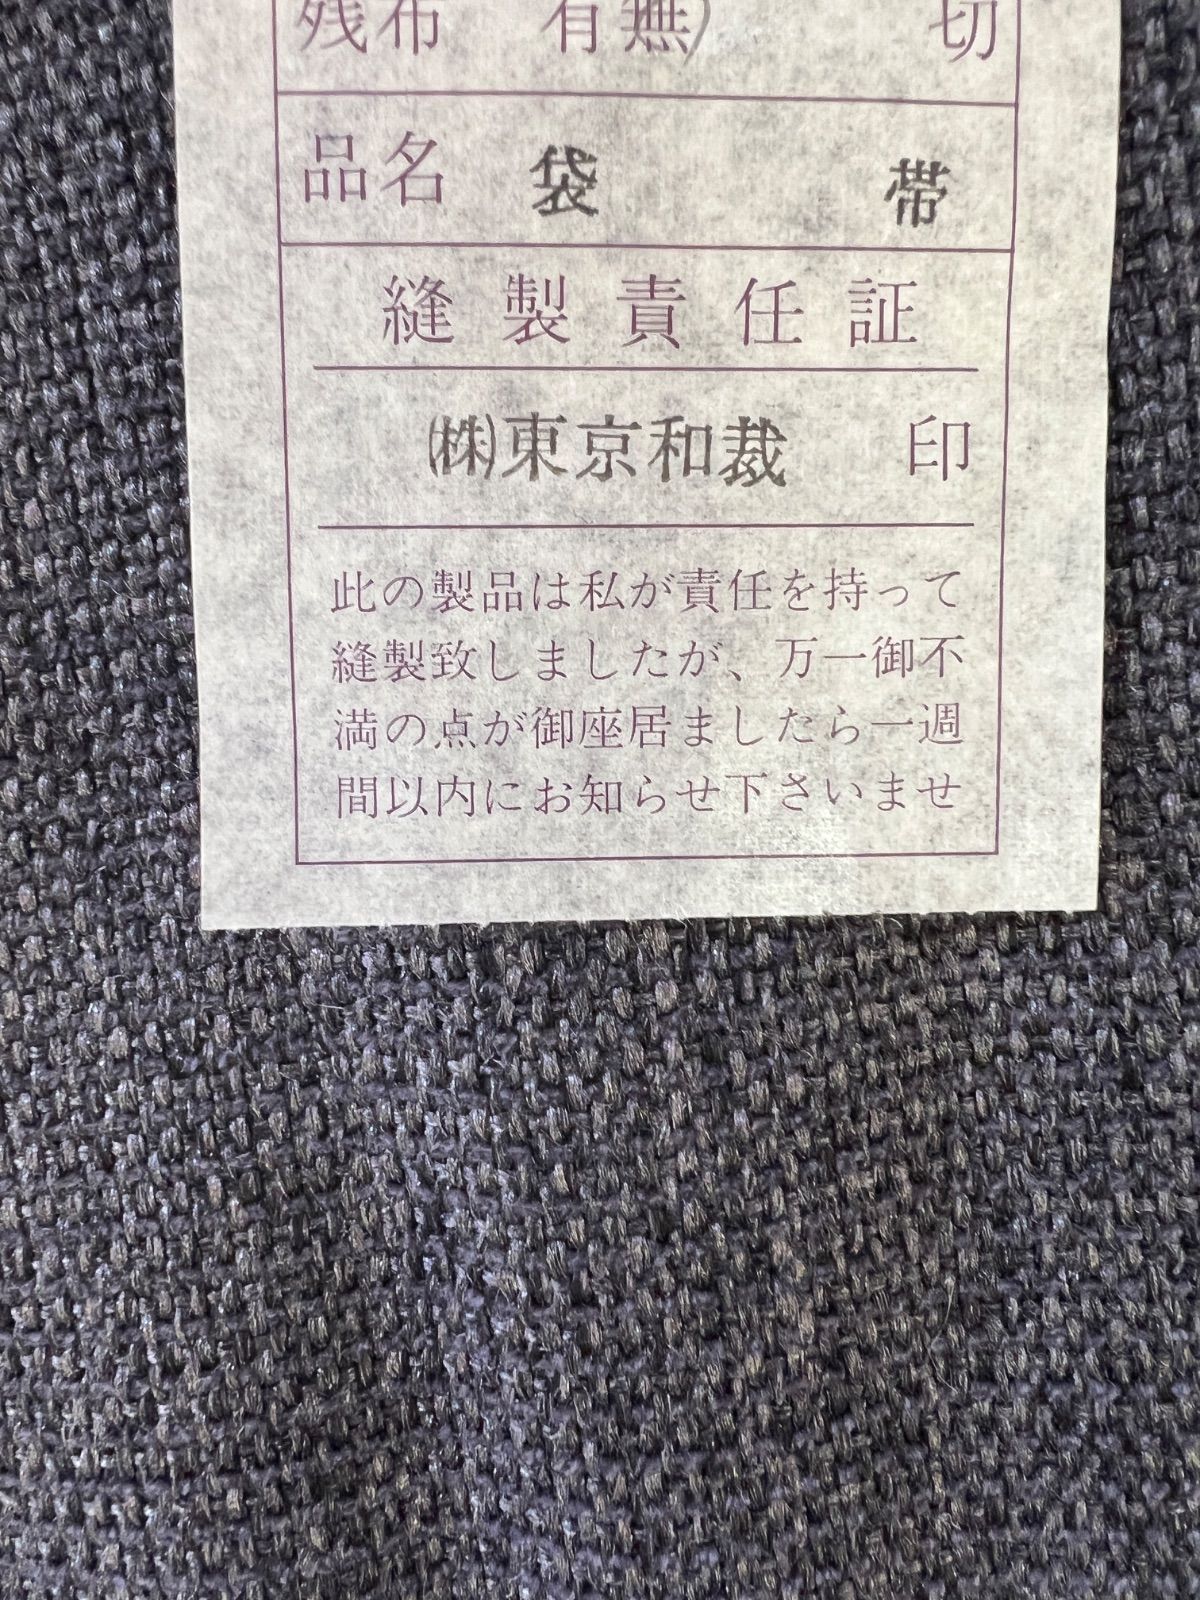 残布 有無) 切
品名 袋 帯
縫製責任証
㈱東京和裁 印
此の製品は私が責任を持って
縫製致しましたが、万一御不
満の点が御座居ましたら一週
間以内にお知らせ下さいませ